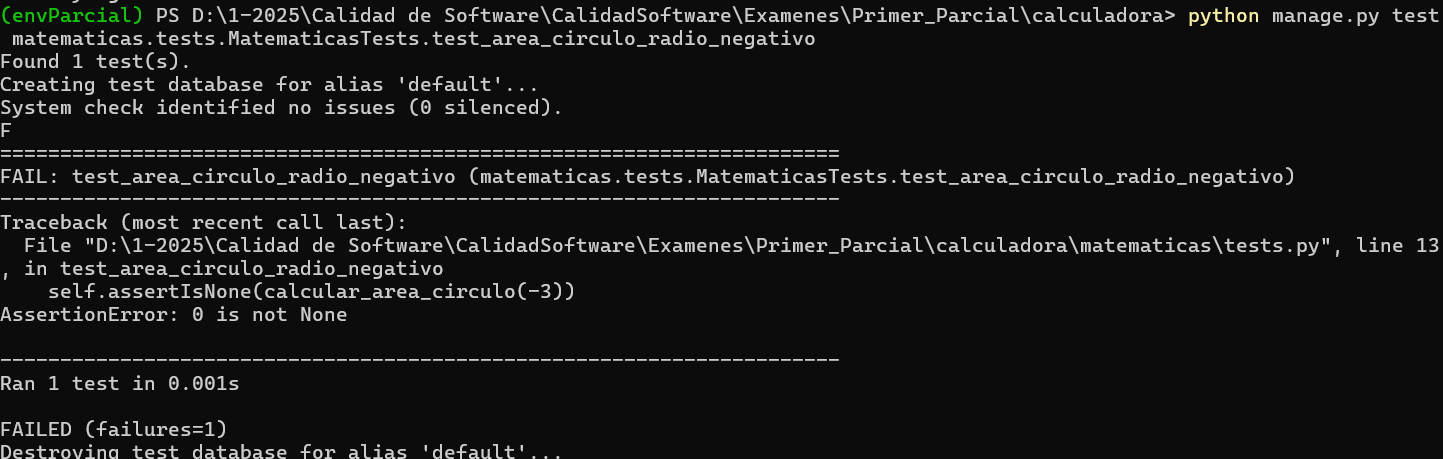 (envParcial) PS D:\1-2025\Calidad de Software\CalidadSoftware\Examenes\Primer_Parcial\calculadora> python manage.py test
 matematicas.tests.MatematicasTests.test_area_circulo_radio_negativo
Found 1 test(s).
Creating test database for alias 'default'...
System check identified no issues (0 silenced).
F
======================================================================
FAIL: test_area_circulo_radio_negativo (matematicas.tests.MatematicasTests.test_area_circulo_radio_negativo)
----------------------------------------------------------------------
Traceback (most recent call last):
  File "D:\1-2025\Calidad de Software\CalidadSoftware\Examenes\Primer_Parcial\calculadora\matematicas\tests.py", line 13
, in test_area_circulo_radio_negativo
    self.assertIsNone(calcular_area_circulo(-3))
AssertionError: 0 is not None

----------------------------------------------------------------------
Ran 1 test in 0.001s

FAILED (failures=1)
Destroying test database for alias 'default'...